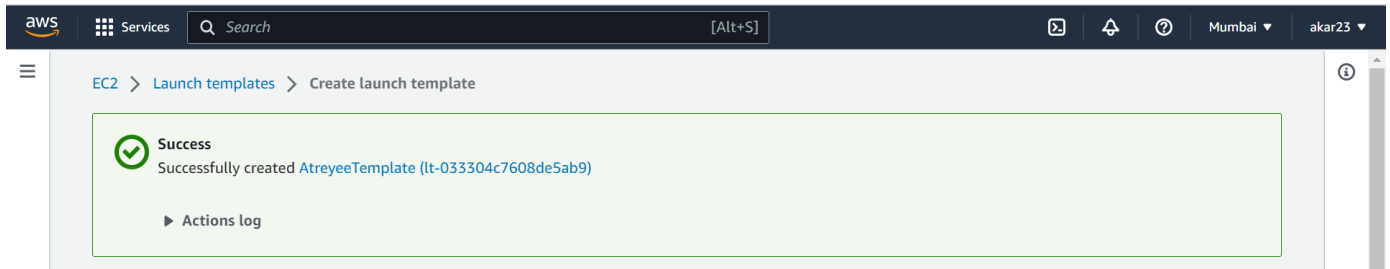 aws Services Search [Alt+S] Mumbai ▼ akar23 ▼
EC2 > Launch templates > Create launch template
Success
Successfully created AtreyeeTemplate (lt-033304c7608de5ab9)
▶ Actions log